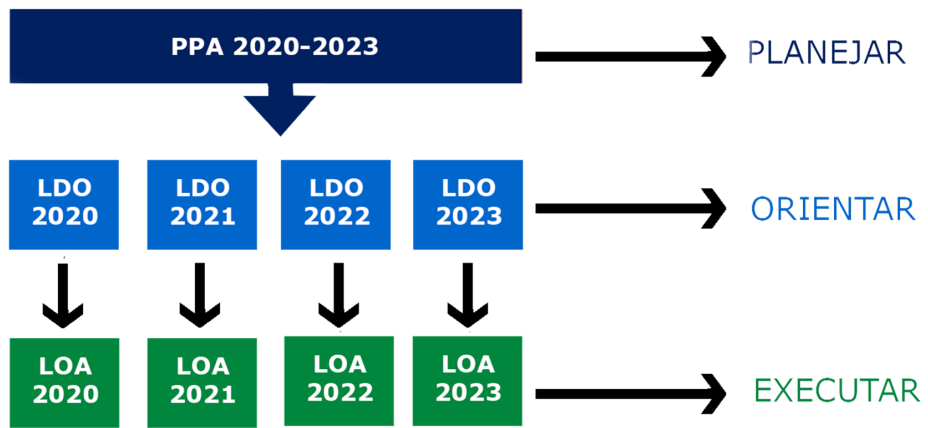 PPA 2020-2023
PLANEJAR
LDO
2020
LDO
2021
LDO
2022
LDO
2023
ORIENTAR
LOA
2020
LOA
2021
LOA
2022
LOA
2023
EXECUTAR